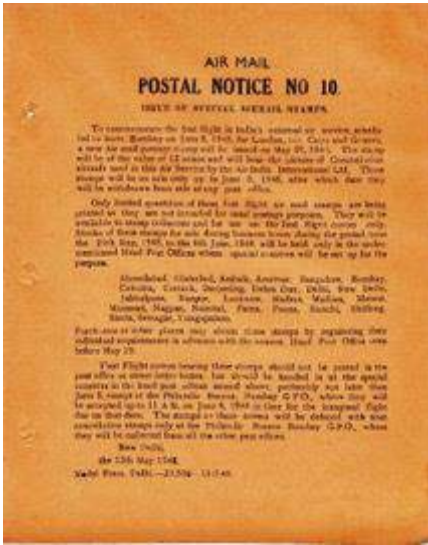 AIR MAIL
POSTAL NOTICE NO 10.
ISSUE OF SPECIAL AIRMAIL STAMPS.
To commemorate the first flight in India's external air service, schedu-
led to leave Bombay on June 8, 1948, for London, via Cairo and Geneva,
a new Air mail postage stamp will be issued on May 29, 1948. The stamp
will be of the value of 12 annas and will bear the picture of Constellation
aircraft used in this Air Service by the Air India International Ltd. These
stamps will be on sale only up to June 8, 1948, after which date they
will be withdrawn from sale at any post office.
Only limited quantities of these first flight air mail stamps are being
printed as they are not intended for usual postage purposes. They will be
available to stamp collectors and for use on the first flight covers only.
Stocks of these stamps for sale during business hours during the period from
the 29th May, 1948, to the 8th June, 1948 will be held only in the under
mentioned Head Post Offices where special counters will be set up for the
purpose.
Ahmedabad, Allahabad, Ambala, Amritsar, Bangalore, Bombay,
Calcutta, Cuttack, Darjeeling, Dehra Dun, Delhi, New Delhi,
Jubbulpore, Kanpur, Lucknow, Madras, Meerut,
Nagpur, Nainital, Patna, Poona, Ranchi, Shillong,
Simla, Srinagar,
Purchasers at other places may obtain these stamps by registering their
individual requirements in advance with the nearest Head Post Office even
before May 29.
First Flight covers bearing these stamps should not be posted in the
post office or street letter boxes, but should be handed in at the special
counters in the head post offices named above, preferably not later than
June 6, except at the Philatelic Bureau, Bombay G.P.O., where they will
be accepted up to 11 A.M. on June 8, 1948 in time for the inaugural flight
due on that date. The stamps on these covers will be defaced with
cancellation stamps only at the Philatelic Bureau Bombay G.P.O., where
they will be collected from all the other post offices.
New Delhi,
the 13th May 1948.
Model Press, Delhi.